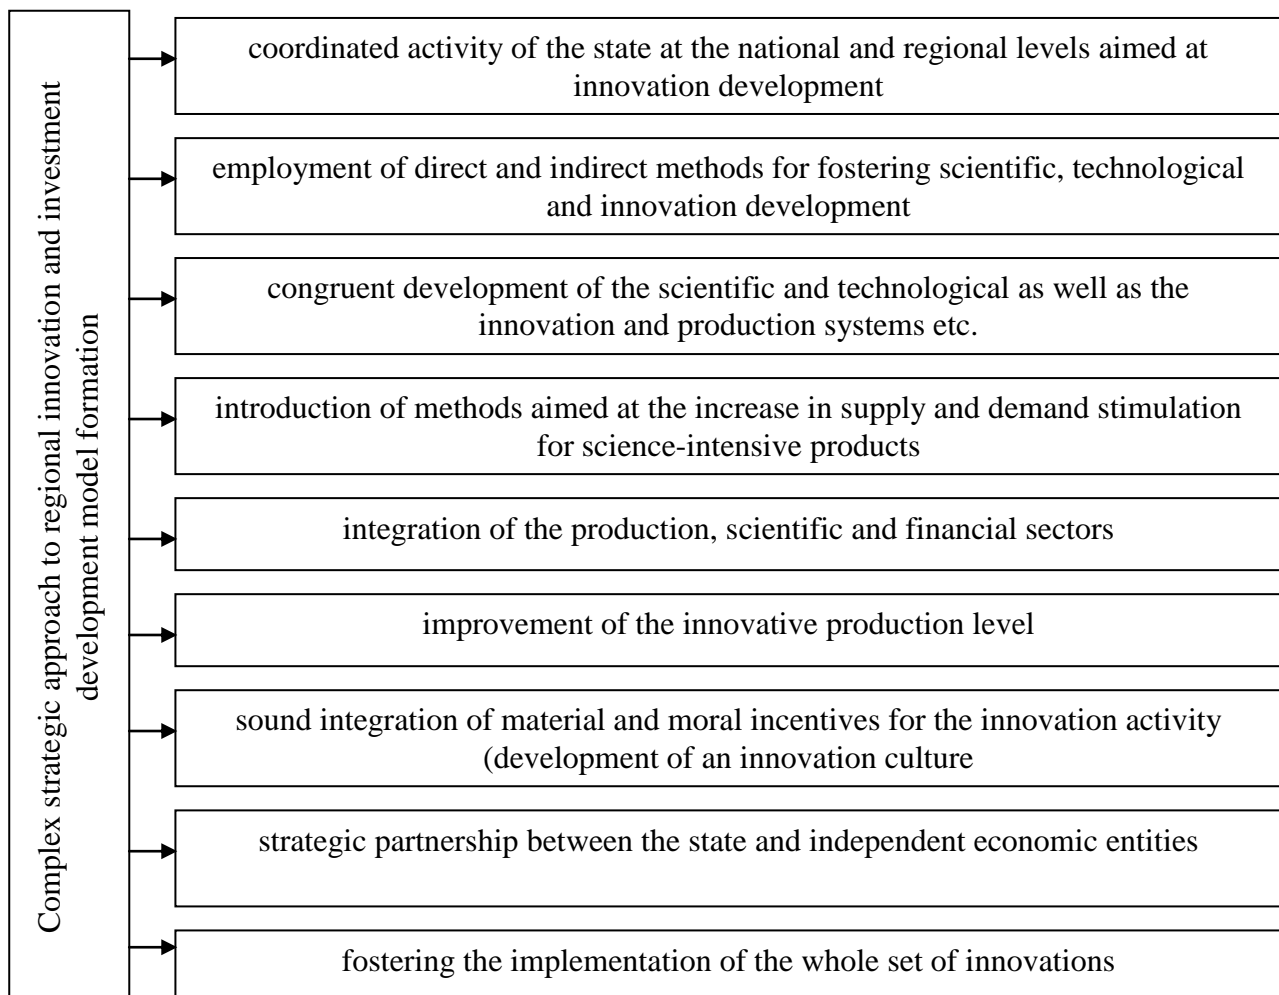 Complex strategic approach to regional innovation and investment
development model formation
coordinated activity of the state at the national and regional levels aimed at
innovation development
employment of direct and indirect methods for fostering scientific, technological
and innovation development
congruent development of the scientific and technological as well as the
innovation and production systems etc.
introduction of methods aimed at the increase in supply and demand stimulation
for science-intensive products
integration of the production, scientific and financial sectors
improvement of the innovative production level
sound integration of material and moral incentives for the innovation activity
(development of an innovation culture
strategic partnership between the state and independent economic entities
fostering the implementation of the whole set of innovations